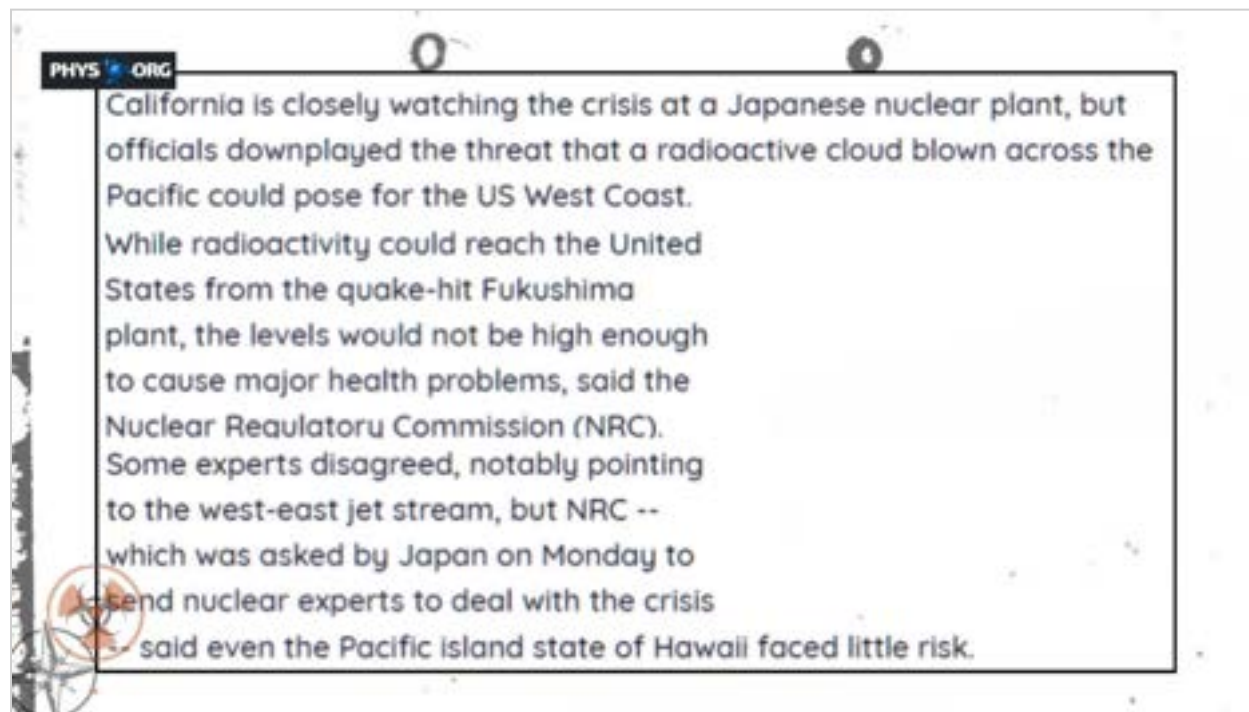 PHYS ORG
California is closely watching the crisis at a Japanese nuclear plant, but
officials downplayed the threat that a radioactive cloud blown across the
Pacific could pose for the US West Coast.
While radioactivity could reach the United
States from the quake-hit Fukushima
plant, the levels would not be high enough
to cause major health problems, said the
Nuclear Regulatory Commission (NRC).
Some experts disagreed, notably pointing
to the west-east jet stream, but NRC --
which was asked by Japan on Monday to
send nuclear experts to deal with the crisis
-- said even the Pacific island state of Hawaii faced little risk.